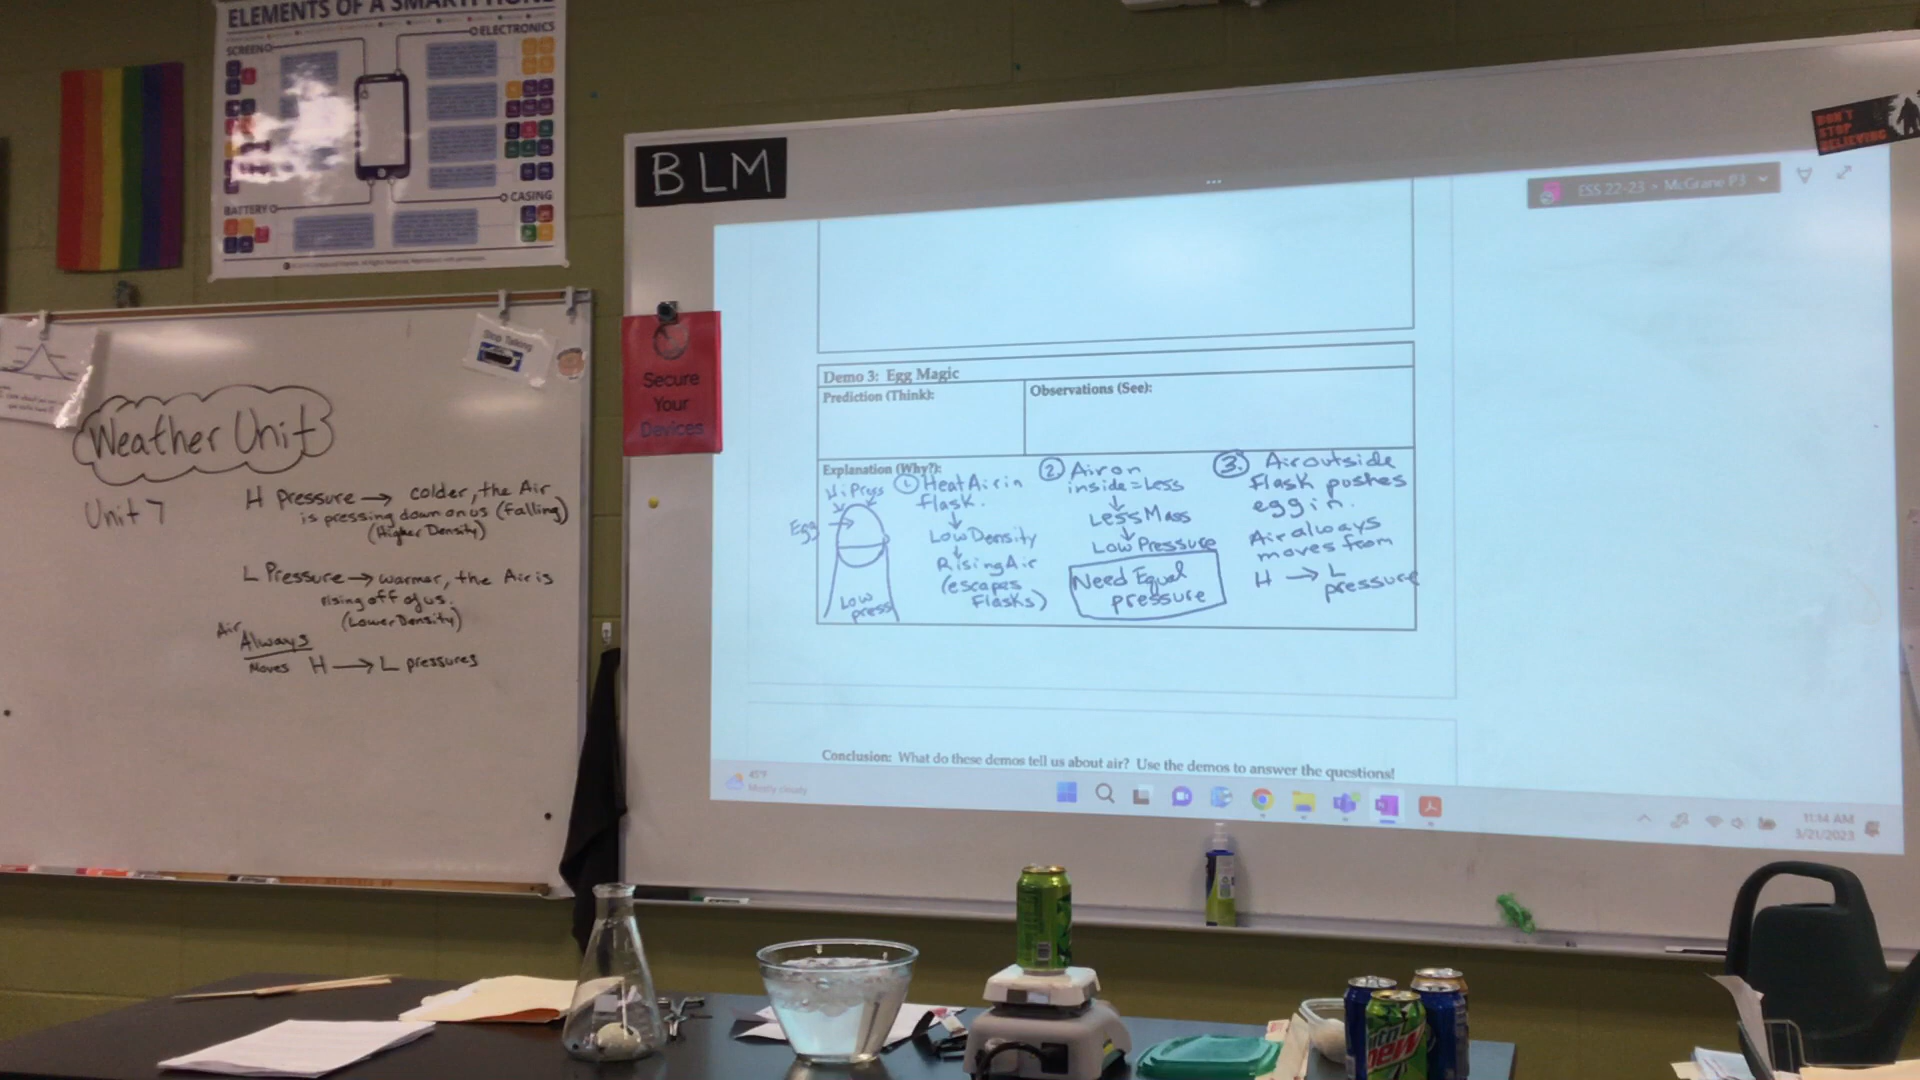 ELEMENTS OF A SMARTPHONE
SCREEN
ELECTRONICS
BATTERY
CASING
BLM
DON'T
STOP
BELIEVING
ESS 22-23 > McGrane P3
Stop Talking
Secure
Your
Devices
Weather Unit
Unit 7
H pressure → colder, the Air
is pressing down on us (falling)
(Higher Density)
L Pressure → warmer, the Air is
rising off of us.
(Lower Density)
Air
Always
Moves H → L pressures
Demo 3: Egg Magic
Prediction (Think):
Observations (See):
Explanation (Why?):
Hi Prss
Egg
Low
press
① Heat Air in
flask.
↓
Low Density
↓
Rising Air
(escapes
Flasks)
② Air on
inside = Less
↓
Less Mass
↓
Low Pressure
Need Equal
pressure
③ Air outside
Flask pushes
egg in.
Air always
moves from
H → L
pressure
Conclusion: What do these demos tell us about air? Use the demos to answer the questions!
45°F
Mostly cloudy
11:14 AM
3/21/2023
mtn
Dew